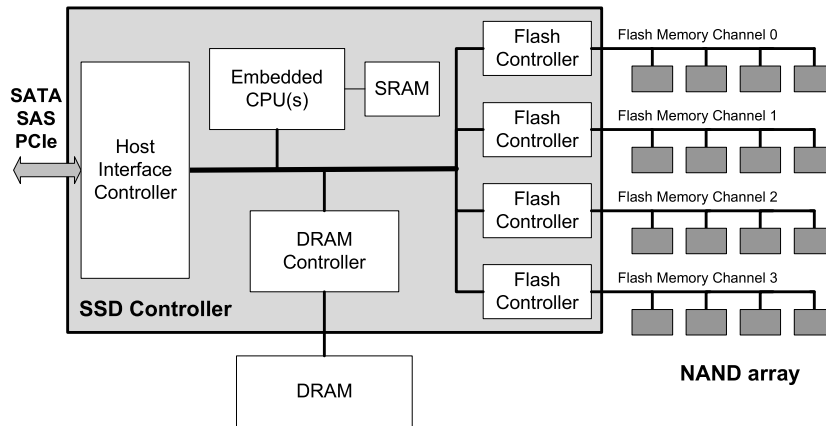 SATA
SAS
PCIe
Host
Interface
Controller
Embedded
CPU(s)
SRAM
DRAM
Controller
SSD Controller
DRAM
Flash
Controller
Flash Memory Channel 0
Flash
Controller
Flash Memory Channel 1
Flash
Controller
Flash Memory Channel 2
Flash
Controller
Flash Memory Channel 3
NAND array